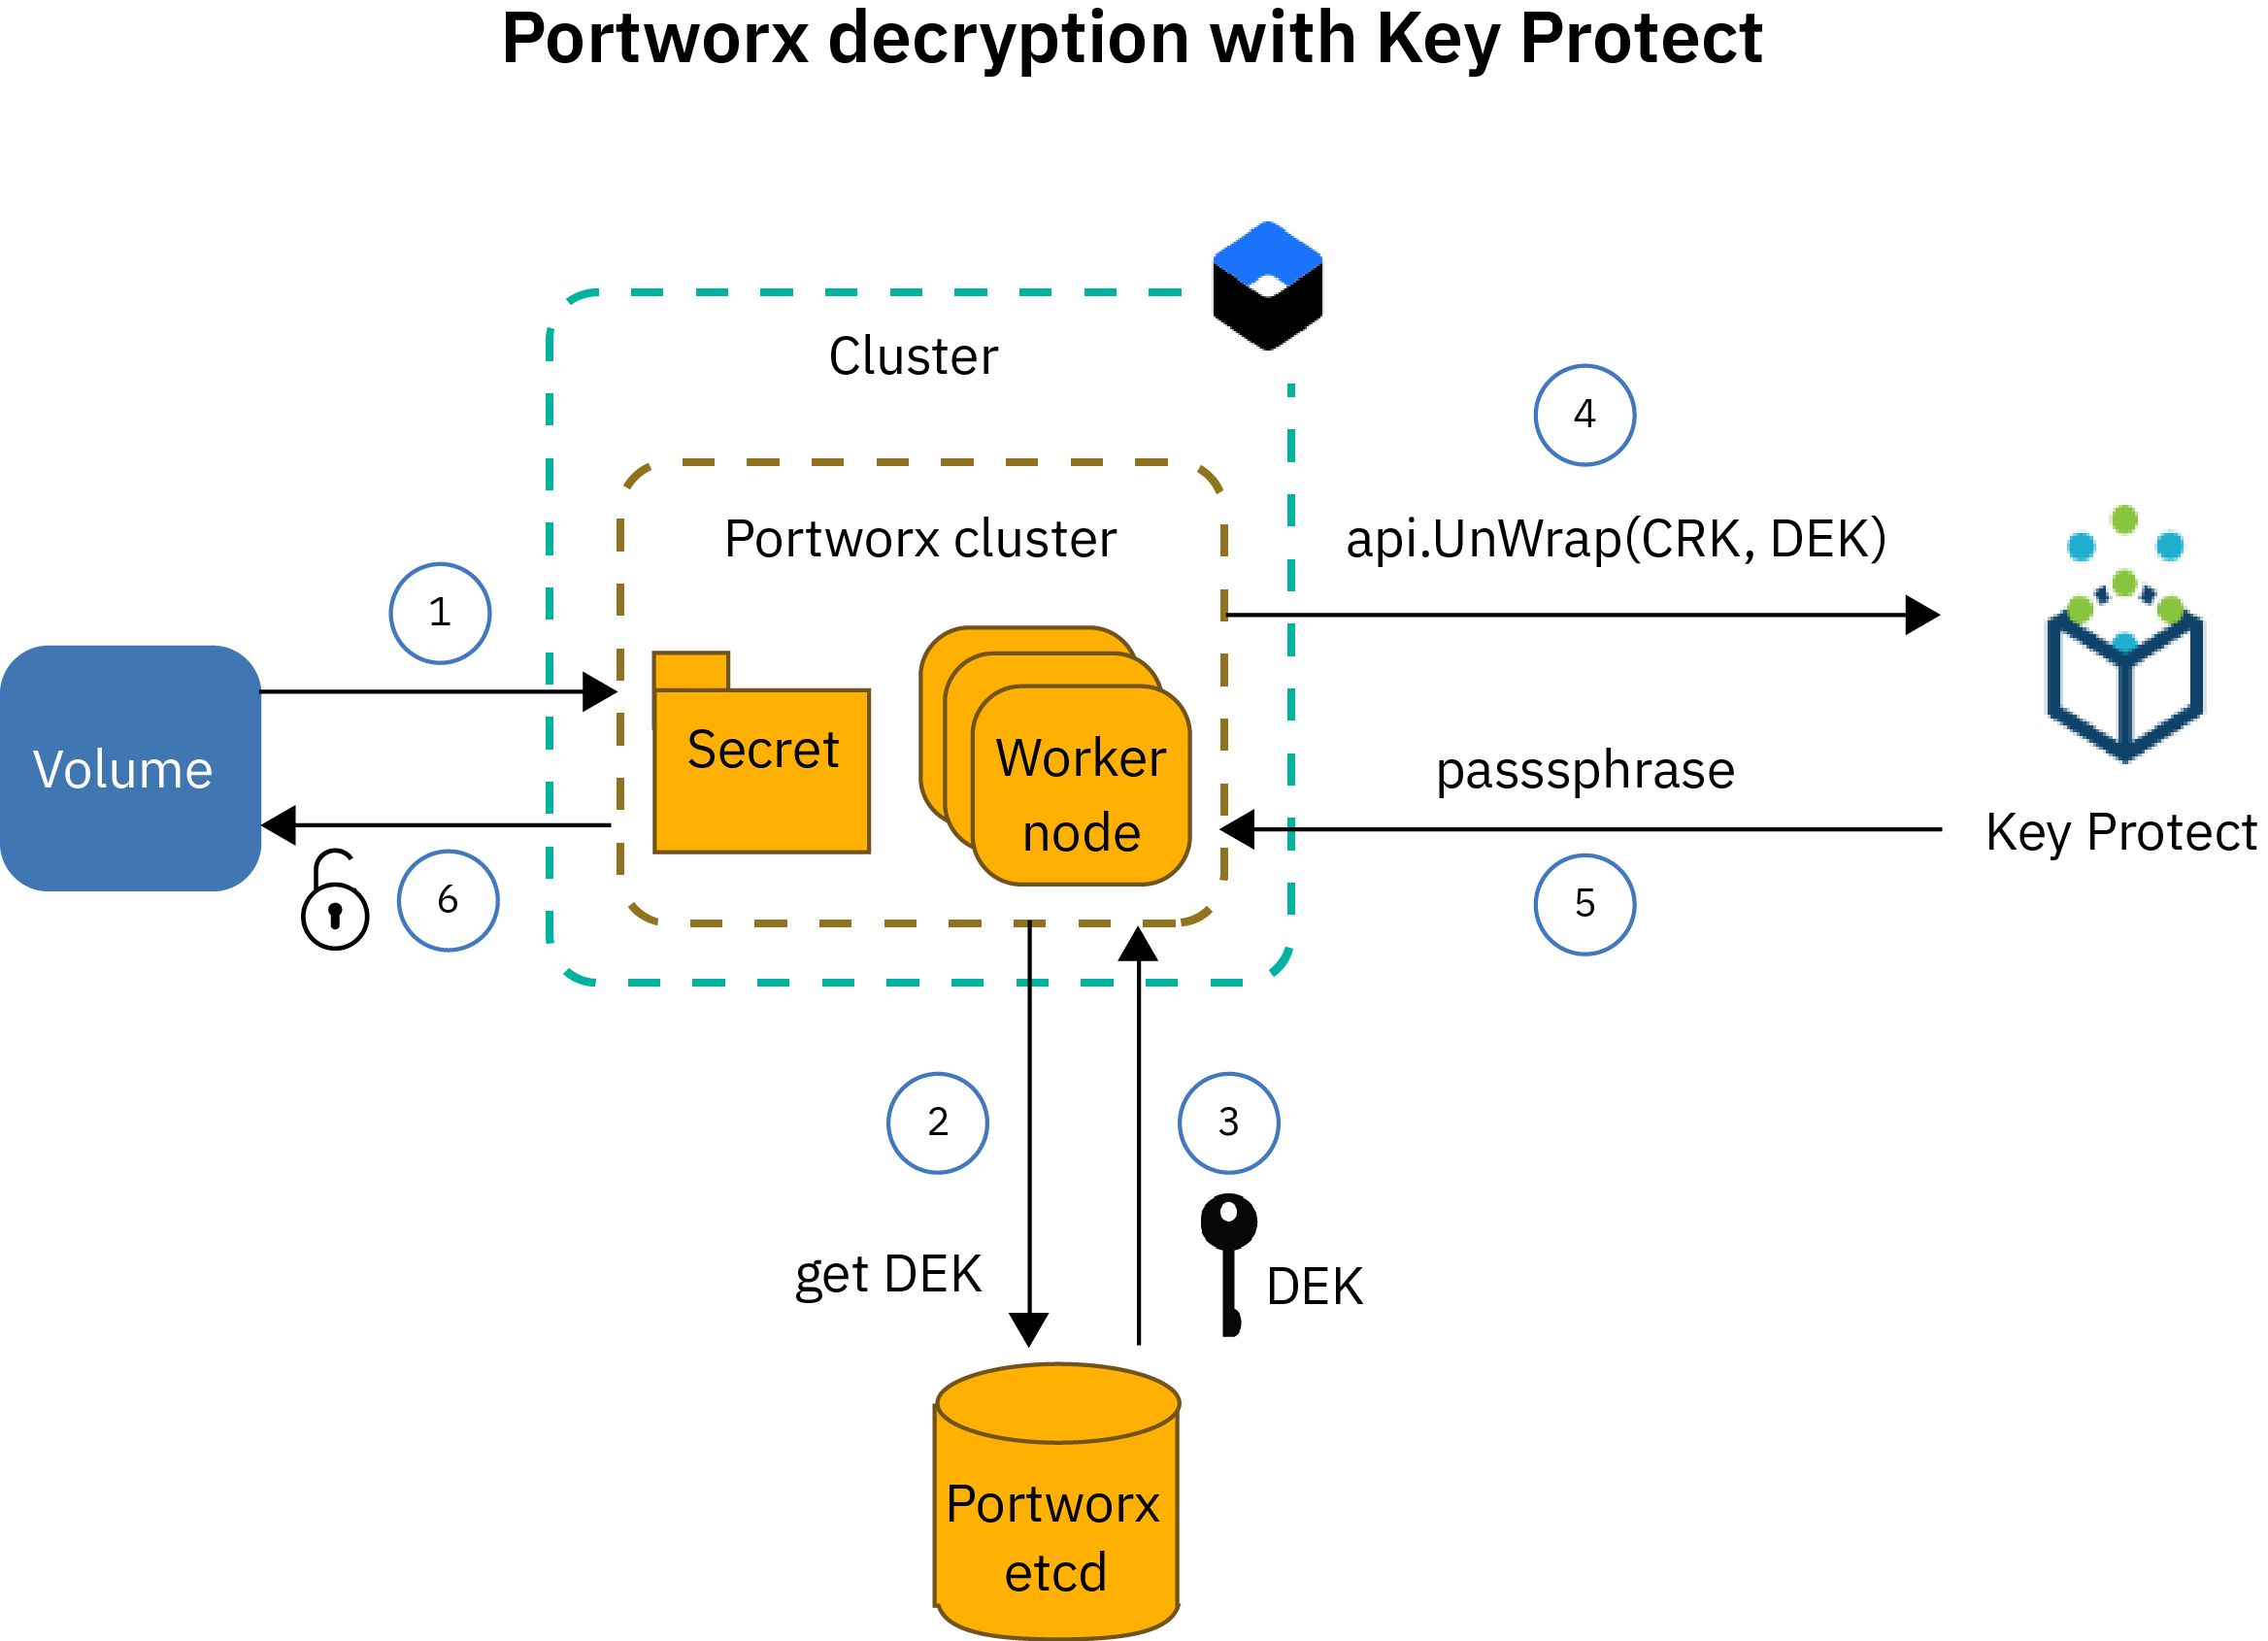 Portworx decryption with Key Protect
Cluster
4
Portworx cluster
api.UnWrap(CRK, DEK)
1
Secret
Worker
node
Volume
passsphrase
Key Protect
6
5
2
3
get DEK
DEK
Portworx
etcd